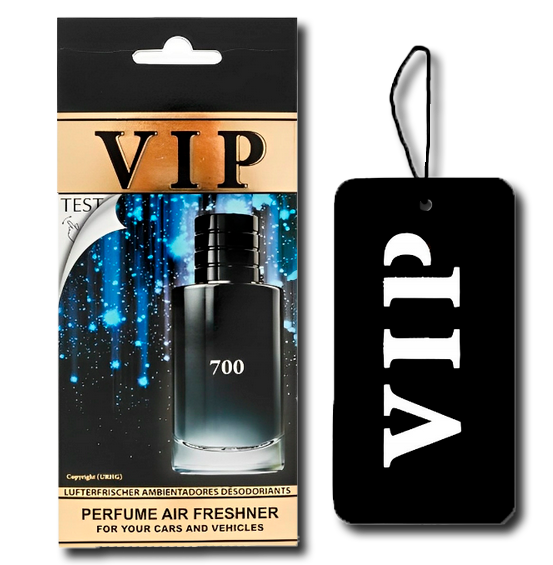 VIP
TEST
700
Copyright (URHG)
LUFTERFRISCHER AMBIENTADORES DÉSODORIANTS
PERFUME AIR FRESHNER
FOR YOUR CARS AND VEHICLES
VIP